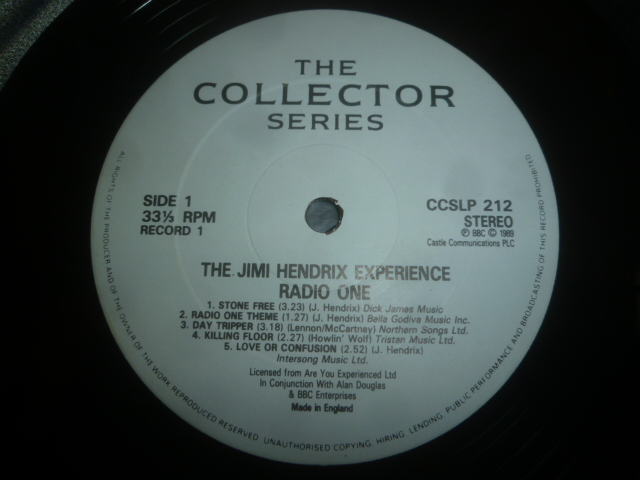 THE
COLLECTOR
SERIES
SIDE 1
33⅓ RPM
RECORD 1
CCSLP 212
STEREO
℗ BBC © 1989
Castle Communications PLC
THE JIMI HENDRIX EXPERIENCE
RADIO ONE
1. STONE FREE (3.23) (J. Hendrix) Dick James Music
2. RADIO ONE THEME (1.27) (J. Hendrix) Bella Godiva Music Inc.
3. DAY TRIPPER (3.18) (Lennon/McCartney) Northern Songs Ltd.
4. KILLING FLOOR (2.27) (Howlin' Wolf) Tristan Music Ltd.
5. LOVE OR CONFUSION (2.52) (J. Hendrix)
Intersong Music Ltd.
Licensed from Are You Experienced Ltd
In Conjunction With Alan Douglas
& BBC Enterprises
Made in England
ALL RIGHTS OF THE PRODUCER AND OF THE OWNER OF THE WORK REPRODUCED RESERVED. UNAUTHORISED COPYING, HIRING, LENDING, PUBLIC PERFORMANCE AND BROADCASTING OF THIS RECORD PROHIBITED.